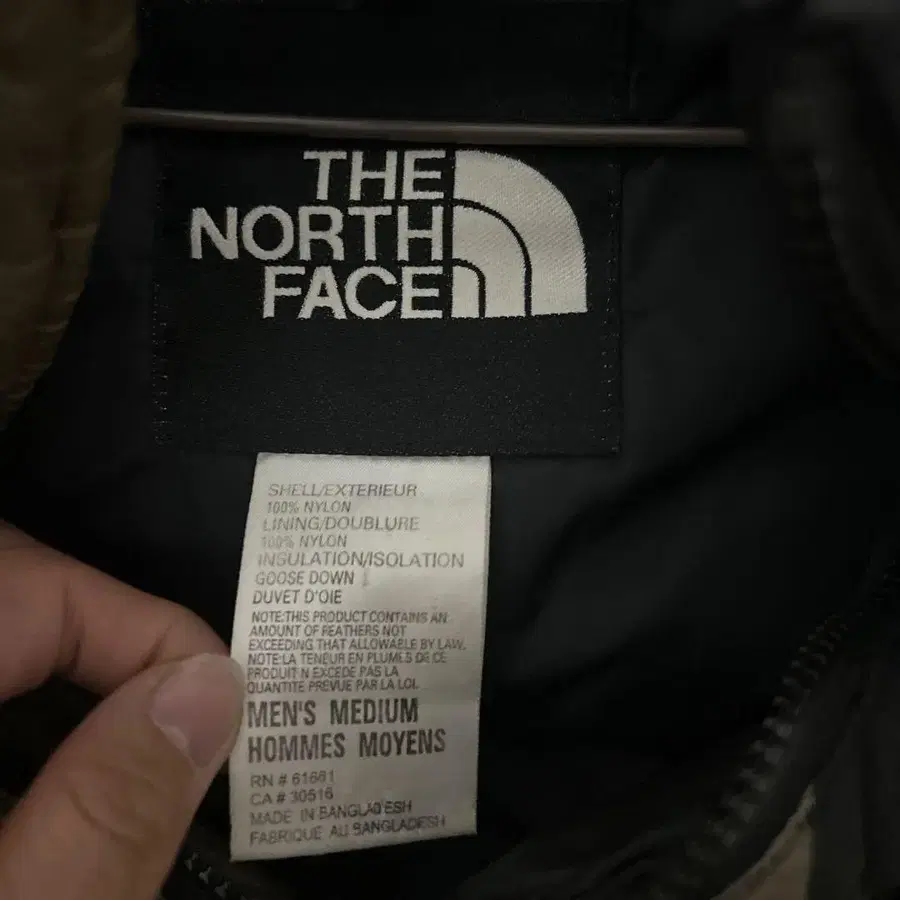 THE
NORTH
FACE
SHELL/EXTERIEUR
100% NYLON
LINING/DOUBLURE
100% NYLON
INSULATION/ISOLATION
GOOSE DOWN
DUVET D'OIE
NOTE:THIS PRODUCT CONTAINS AN
AMOUNT OF FEATHERS NOT
EXCEEDING THAT ALLOWABLE BY LAW.
NOTE:LA TENEUR EN PLUMES DE CE
PRODUIT N EXCEDE PAS LA
QUANTITE PREVUE PAR LA LOI.
MEN'S MEDIUM
HOMMES MOYENS
RN # 61661
CA # 30516
MADE IN BANGLADESH
FABRIQUE AU BANGLADESH